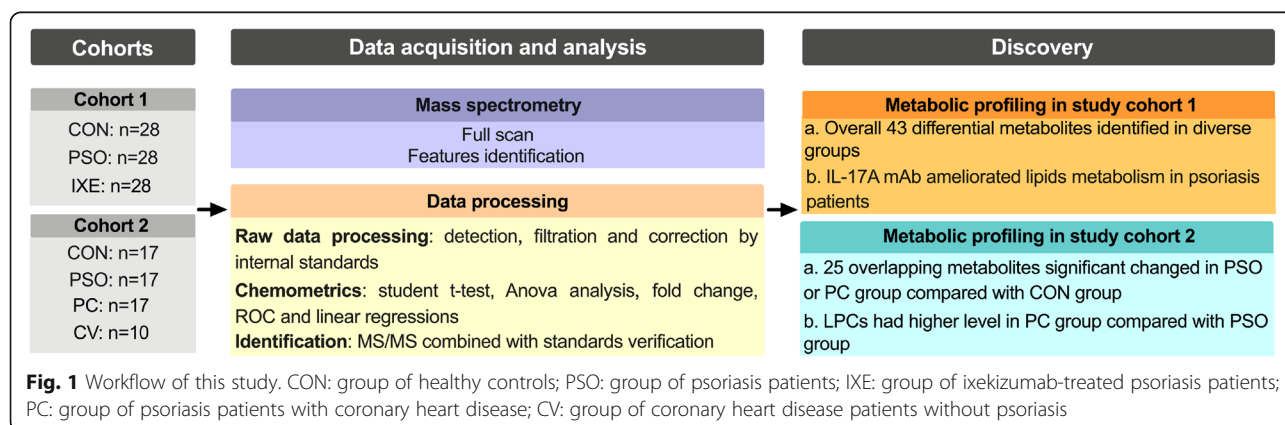 Cohorts
Data acquisition and analysis
Discovery
Cohort 1
CON: n=28
PSO: n=28
IXE: n=28
Cohort 2
CON: n=17
PSO: n=17
PC: n=17
CV: n=10
Mass spectrometry
Full scan
Features identification
Data processing
Raw data processing: detection, filtration and correction by
internal standards
Chemometrics: student t-test, Anova analysis, fold change,
ROC and linear regressions
Identification: MS/MS combined with standards verification
Metabolic profiling in study cohort 1
a. Overall 43 differential metabolites identified in diverse
groups
b. IL-17A mAb ameliorated lipids metabolism in psoriasis
patients
Metabolic profiling in study cohort 2
a. 25 overlapping metabolites significant changed in PSO
or PC group compared with CON group
b. LPCs had higher level in PC group compared with PSO
group
Fig. 1 Workflow of this study. CON: group of healthy controls; PSO: group of psoriasis patients; IXE: group of ixekizumab-treated psoriasis patients;
PC: group of psoriasis patients with coronary heart disease; CV: group of coronary heart disease patients without psoriasis